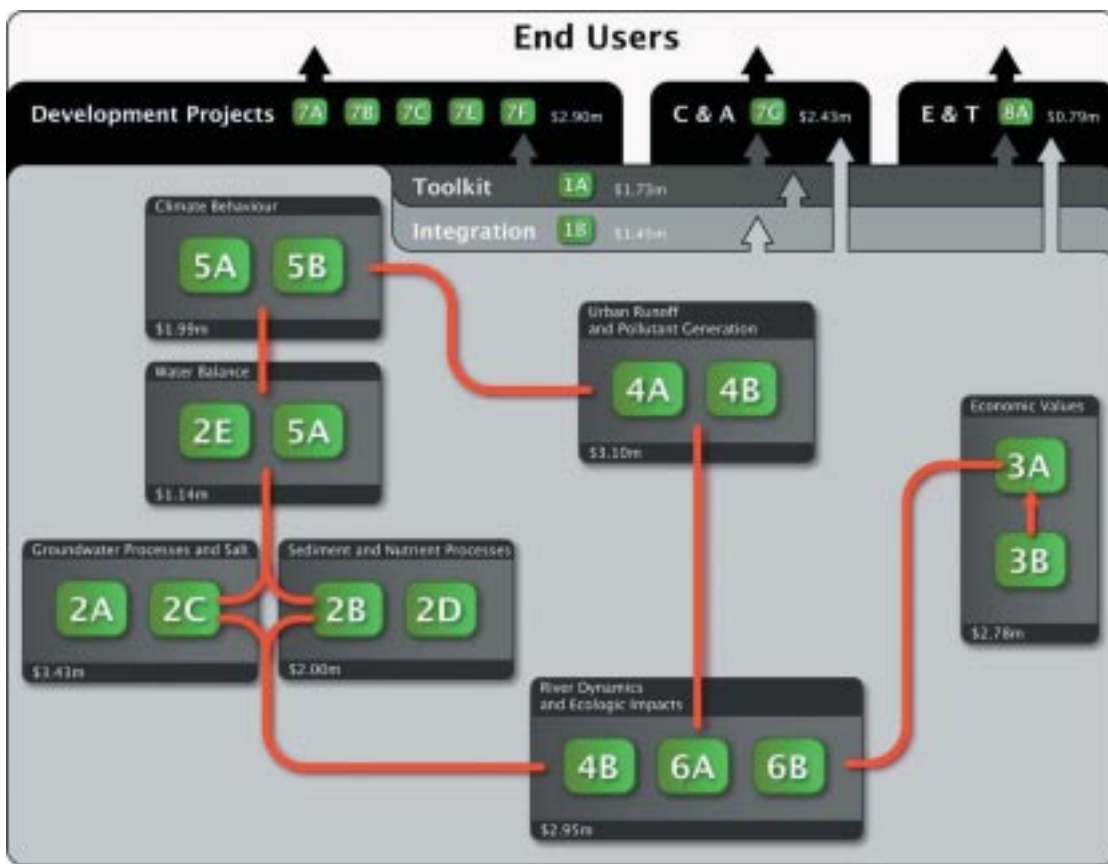 End Users
Development Projects 7A 7B 7C 7E 7F $2.90m
C & A 7G $2.43m
E & T 8A $0.79m
Toolkit 1A $1.73m
Integration 1B $1.45m
Climate Behaviour
5A 5B
$1.99m
Urban Runoff
and Pollutant Generation
4A 4B
$3.10m
Water Balance
2E 5A
$1.14m
Economic Values
3A
3B
$2.78m
Groundwater Processes and Salt
2A 2C
$3.43m
Sediment and Nutrient Processes
2B 2D
$2.00m
River Dynamics
and Ecologic Impacts
4B 6A 6B
$2.95m